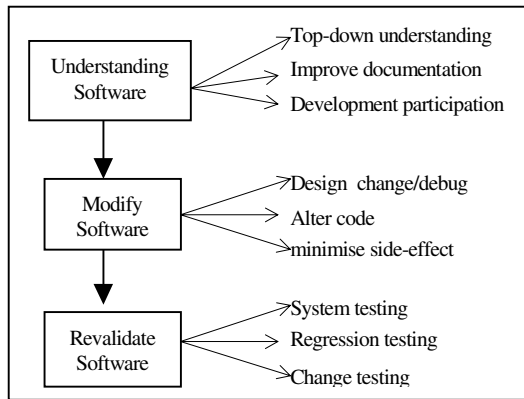 Understanding
Software
Top-down understanding
Improve documentation
Development participation
Modify
Software
Design change/debug
Alter code
minimise side-effect
Revalidate
Software
System testing
Regression testing
Change testing